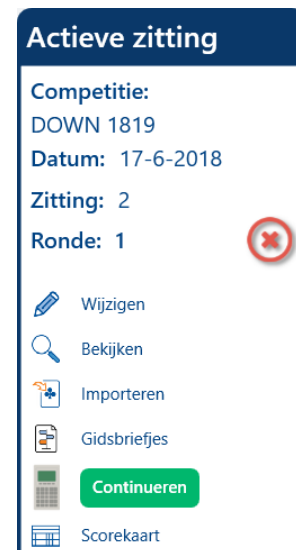 Actieve zitting
Competitie:
DOWN 1819
Datum: 17-6-2018
Zitting: 2
Ronde: 1
Wijzigen
Bekijken
Importeren
Gidsbriefjes
Continueren
Scorekaart